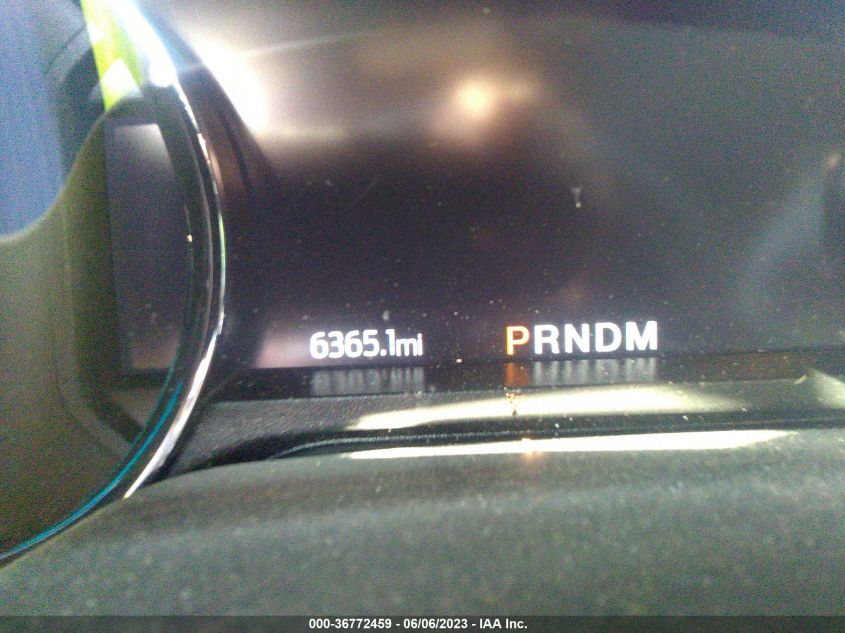 6365.1mi PRNDM
000-36772459 - 06/06/2023 - IAA Inc.